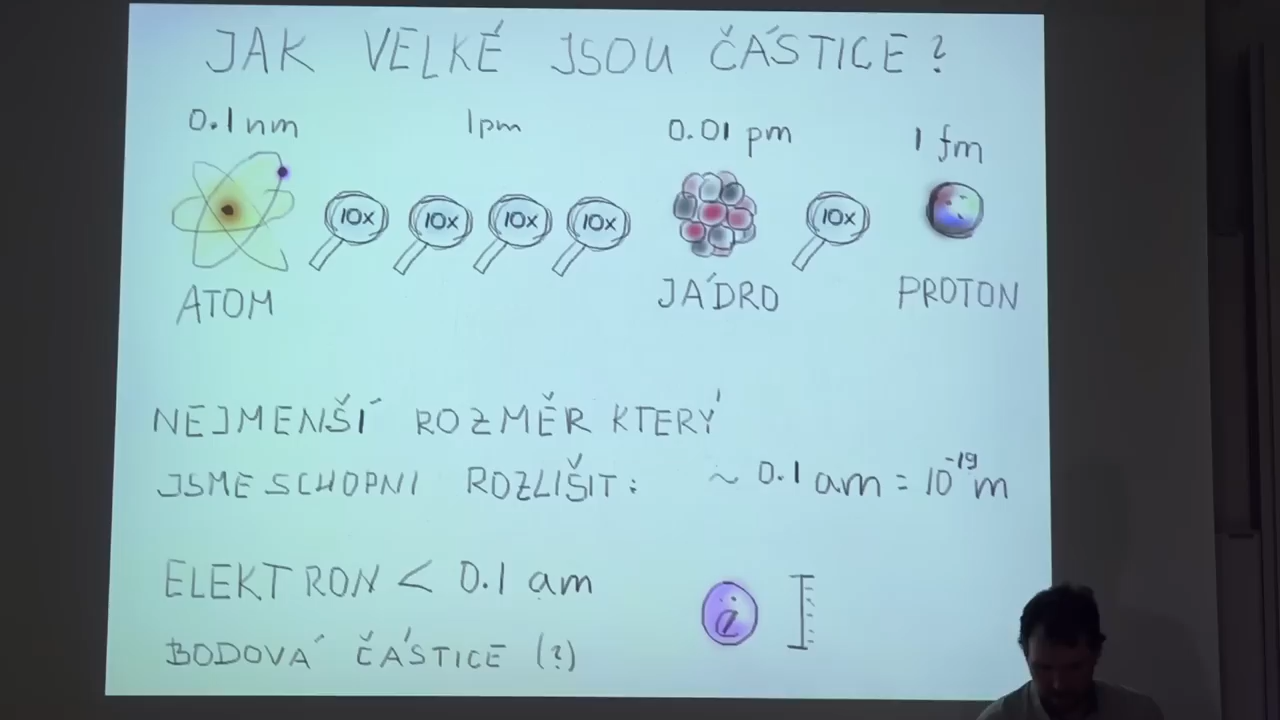 JAK VELKÉ JSOU ČÁSTICE?
0.1 nm 1pm 0.01 pm 1 fm
10x 10x 10x 10x 10x
ATOM JÁDRO PROTON
NEJMENŠÍ ROZMĚR KTERÝ
JSME SCHOPNI ROZLIŠIT: ~ 0.1 am = 10⁻¹⁹ m
ELEKTRON < 0.1 am
BODOVÁ ČÁSTICE (?)